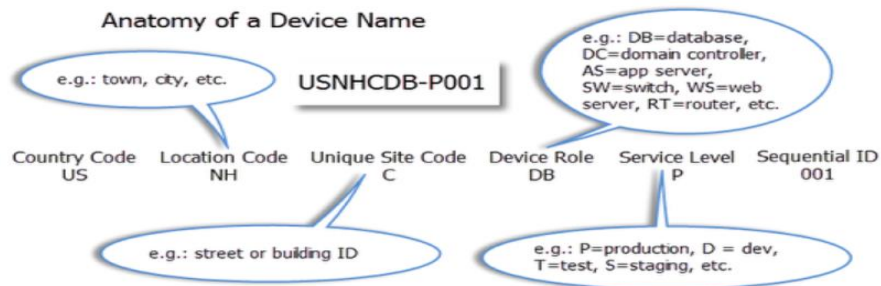 Anatomy of a Device Name
e.g.: town, city, etc.
USNHCDB-P001
e.g.: DB=database,
DC=domain controller,
AS=app server,
SW=switch, WS=web
server, RT=router, etc.
Country Code
US
Location Code
NH
Unique Site Code
C
Device Role
DB
Service Level
P
Sequential ID
001
e.g.: street or building ID
e.g.: P=production, D = dev,
T=test, S=staging, etc.